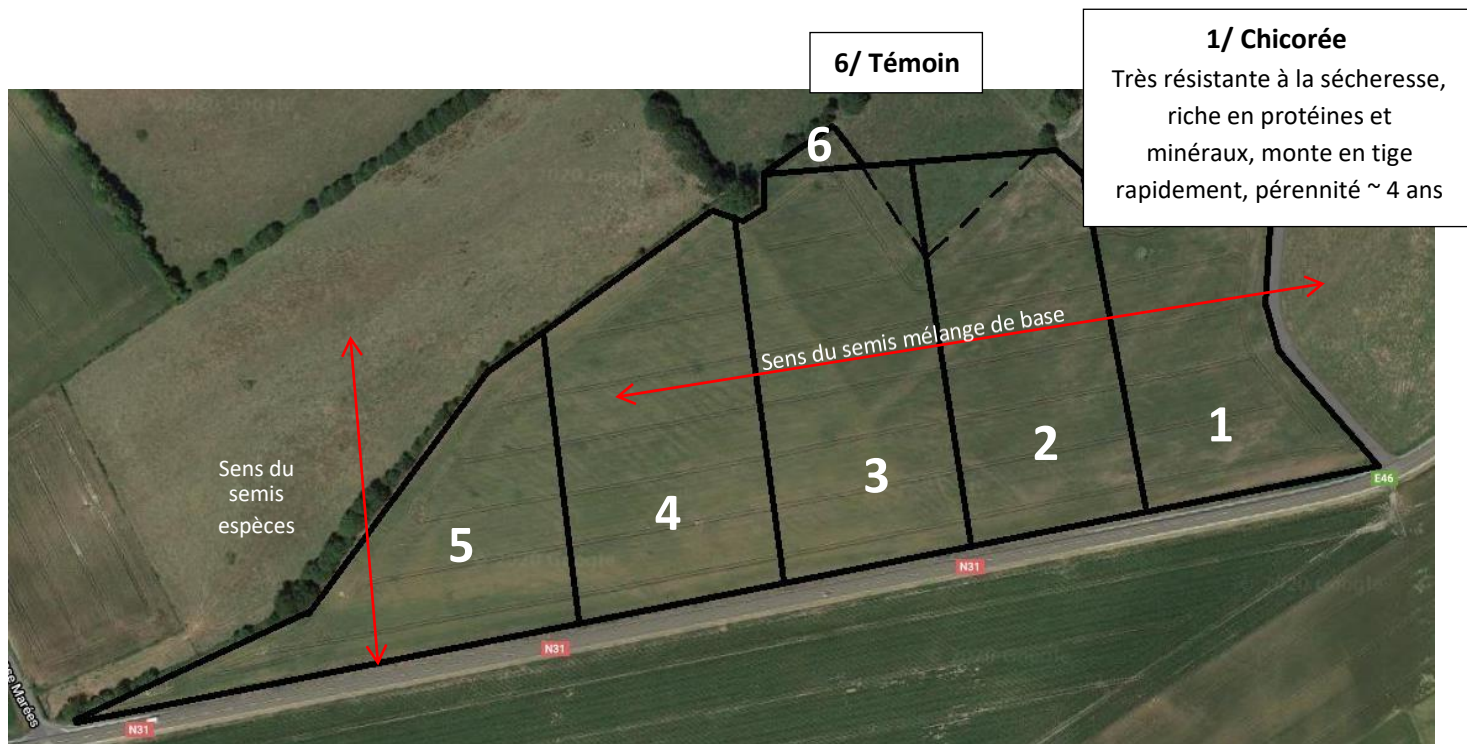 6/ Témoin
1/ Chicorée
Très résistante à la sécheresse,
riche en protéines et
minéraux, monte en tige
rapidement, pérennité ~ 4 ans
6
Sens du semis mélange de base
Sens du
semis
espèces
1
2
3
4
5
E46
N31
N31
N31
Marées